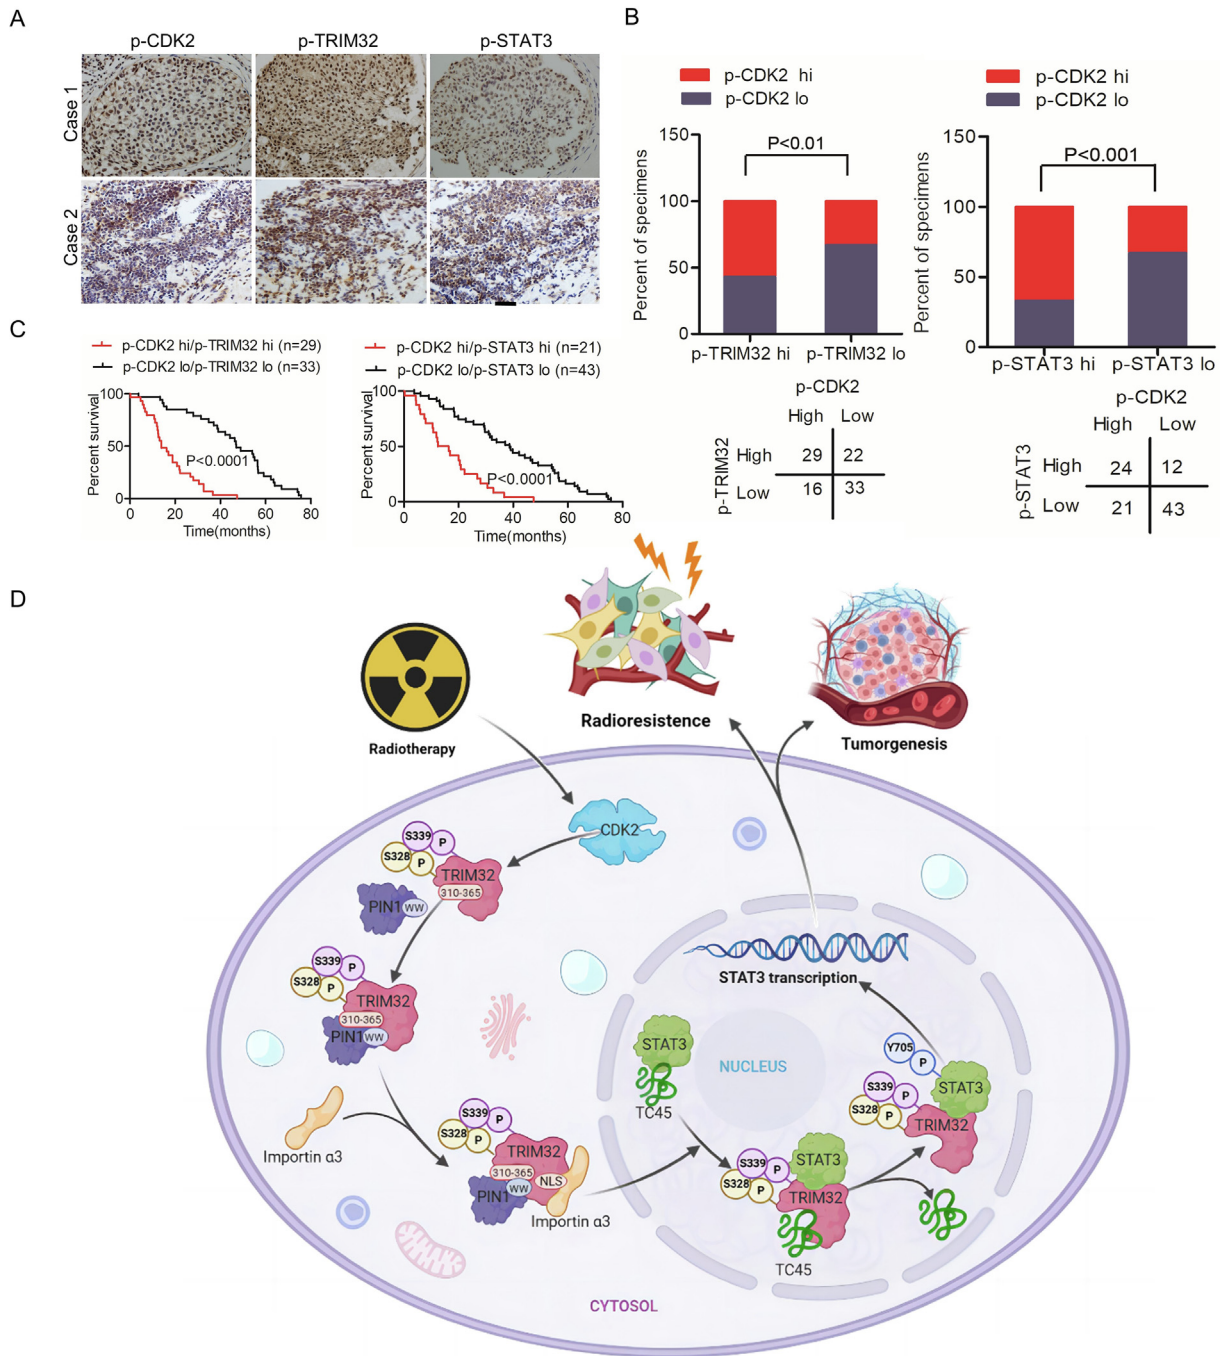 A
p-CDK2 p-TRIM32 p-STAT3
Case 1
Case 2
B
p-CDK2 hi
p-CDK2 lo
P<0.01
Percent of specimens
150
100
50
0
p-TRIM32 hi p-TRIM32 lo
p-CDK2
High Low
p-TRIM32
High 29 22
Low 16 33
p-CDK2 hi
p-CDK2 lo
P<0.001
Percent of specimens
150
100
50
0
p-STAT3 hi p-STAT3 lo
p-CDK2
High Low
p-STAT3
High 24 12
Low 21 43
C
p-CDK2 hi/p-TRIM32 hi (n=29)
p-CDK2 lo/p-TRIM32 lo (n=33)
Percent survival
100
50
0
P<0.0001
0 20 40 60 80
Time(months)
p-CDK2 hi/p-STAT3 hi (n=21)
p-CDK2 lo/p-STAT3 lo (n=43)
Percent survival
100
50
0
P<0.0001
0 20 40 60 80
Time(months)
D
Radiotherapy
Radioresistence
Tumorgenesis
CDK2
S339 P
S328 P
TRIM32
310-365
PIN1 WW
S339 P
S328 P
TRIM32
310-365
PIN1 WW
Importin α3
S339 P
S328 P
TRIM32
310-365 NLS
WW
PIN1
Importin α3
STAT3 transcription
NUCLEUS
STAT3
TC45
S339 P
S328 P
STAT3
TRIM32
TC45
Y705 P
S339 P
S328 P
STAT3
TRIM32
CYTOSOL